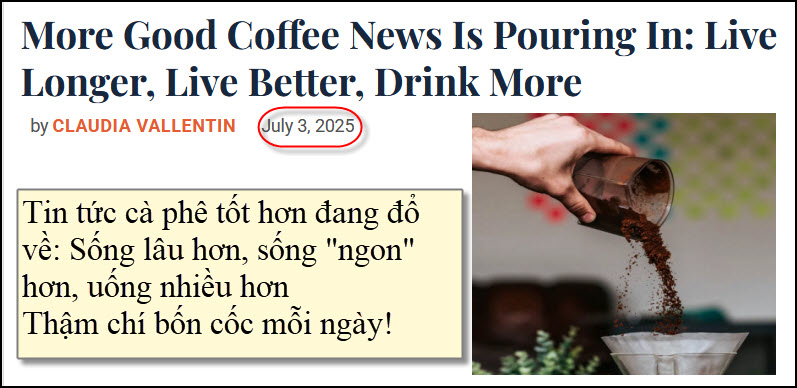 More Good Coffee News Is Pouring In: Live
Longer, Live Better, Drink More
by CLAUDIA VALLENTIN July 3, 2025
Tin tức cà phê tốt hơn đang đổ
về: Sống lâu hơn, sống "ngon"
hơn, uống nhiều hơn
Thậm chí bốn cốc mỗi ngày!